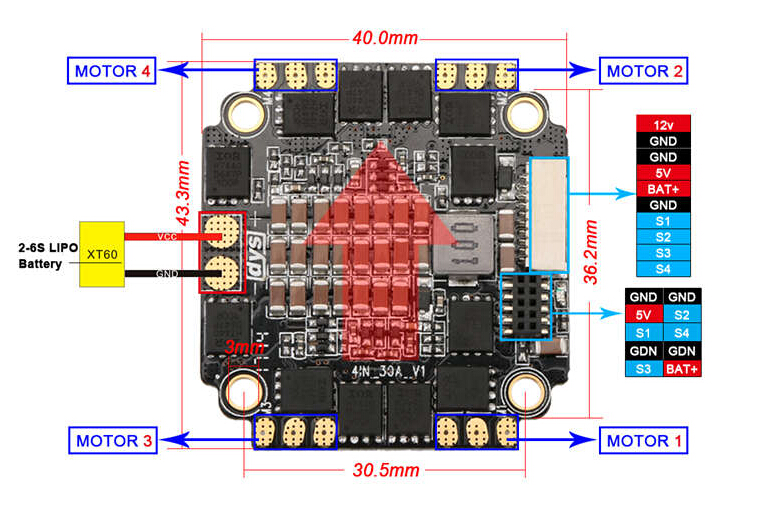 40.0mm
MOTOR 4
MOTOR 2
12v
GND
GND
5V
BAT+
GND
S1
S2
S3
S4
43.3mm
36.2mm
2-6S LIPO
Battery
XT60
VCC
GND
dys
101
GND GND
5V S2
S1 S4
GDN GDN
S3 BAT+
3mm
4IN_30A_V1
MOTOR 3
MOTOR 1
30.5mm